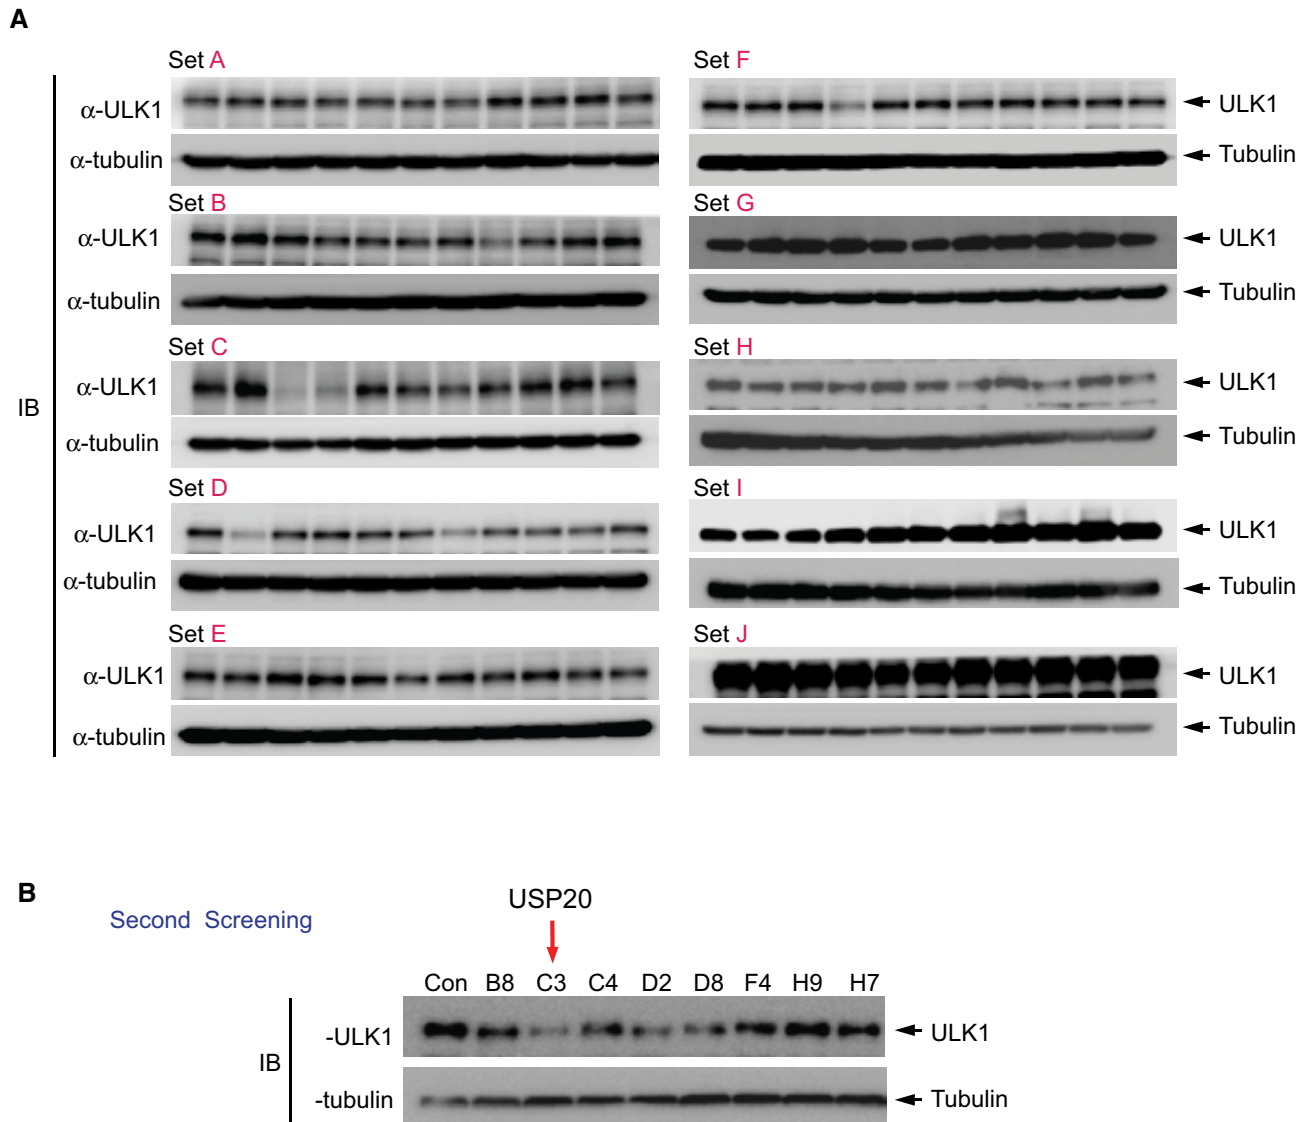 A
Set A
α-ULK1
α-tubulin
Set B
α-ULK1
α-tubulin
Set C
α-ULK1
α-tubulin
Set D
α-ULK1
α-tubulin
Set E
α-ULK1
α-tubulin
IB
Set F
ULK1
Tubulin
Set G
ULK1
Tubulin
Set H
ULK1
Tubulin
Set I
ULK1
Tubulin
Set J
ULK1
Tubulin
B
Second Screening
USP20
Con B8 C3 C4 D2 D8 F4 H9 H7
IB
-ULK1
ULK1
-tubulin
Tubulin